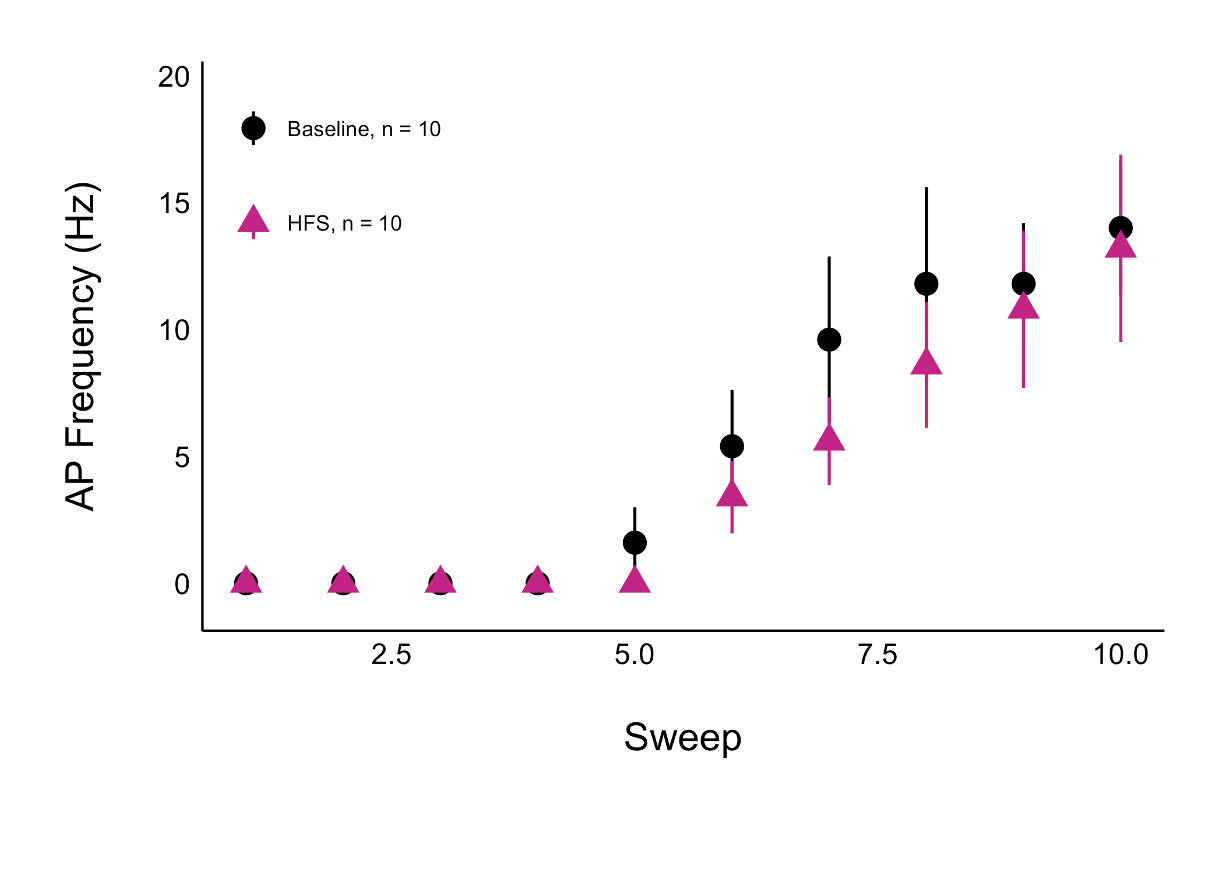 20
15
10
5
0
AP Frequency (Hz)
Baseline, n = 10
HFS, n = 10
2.5
5.0
7.5
10.0
Sweep